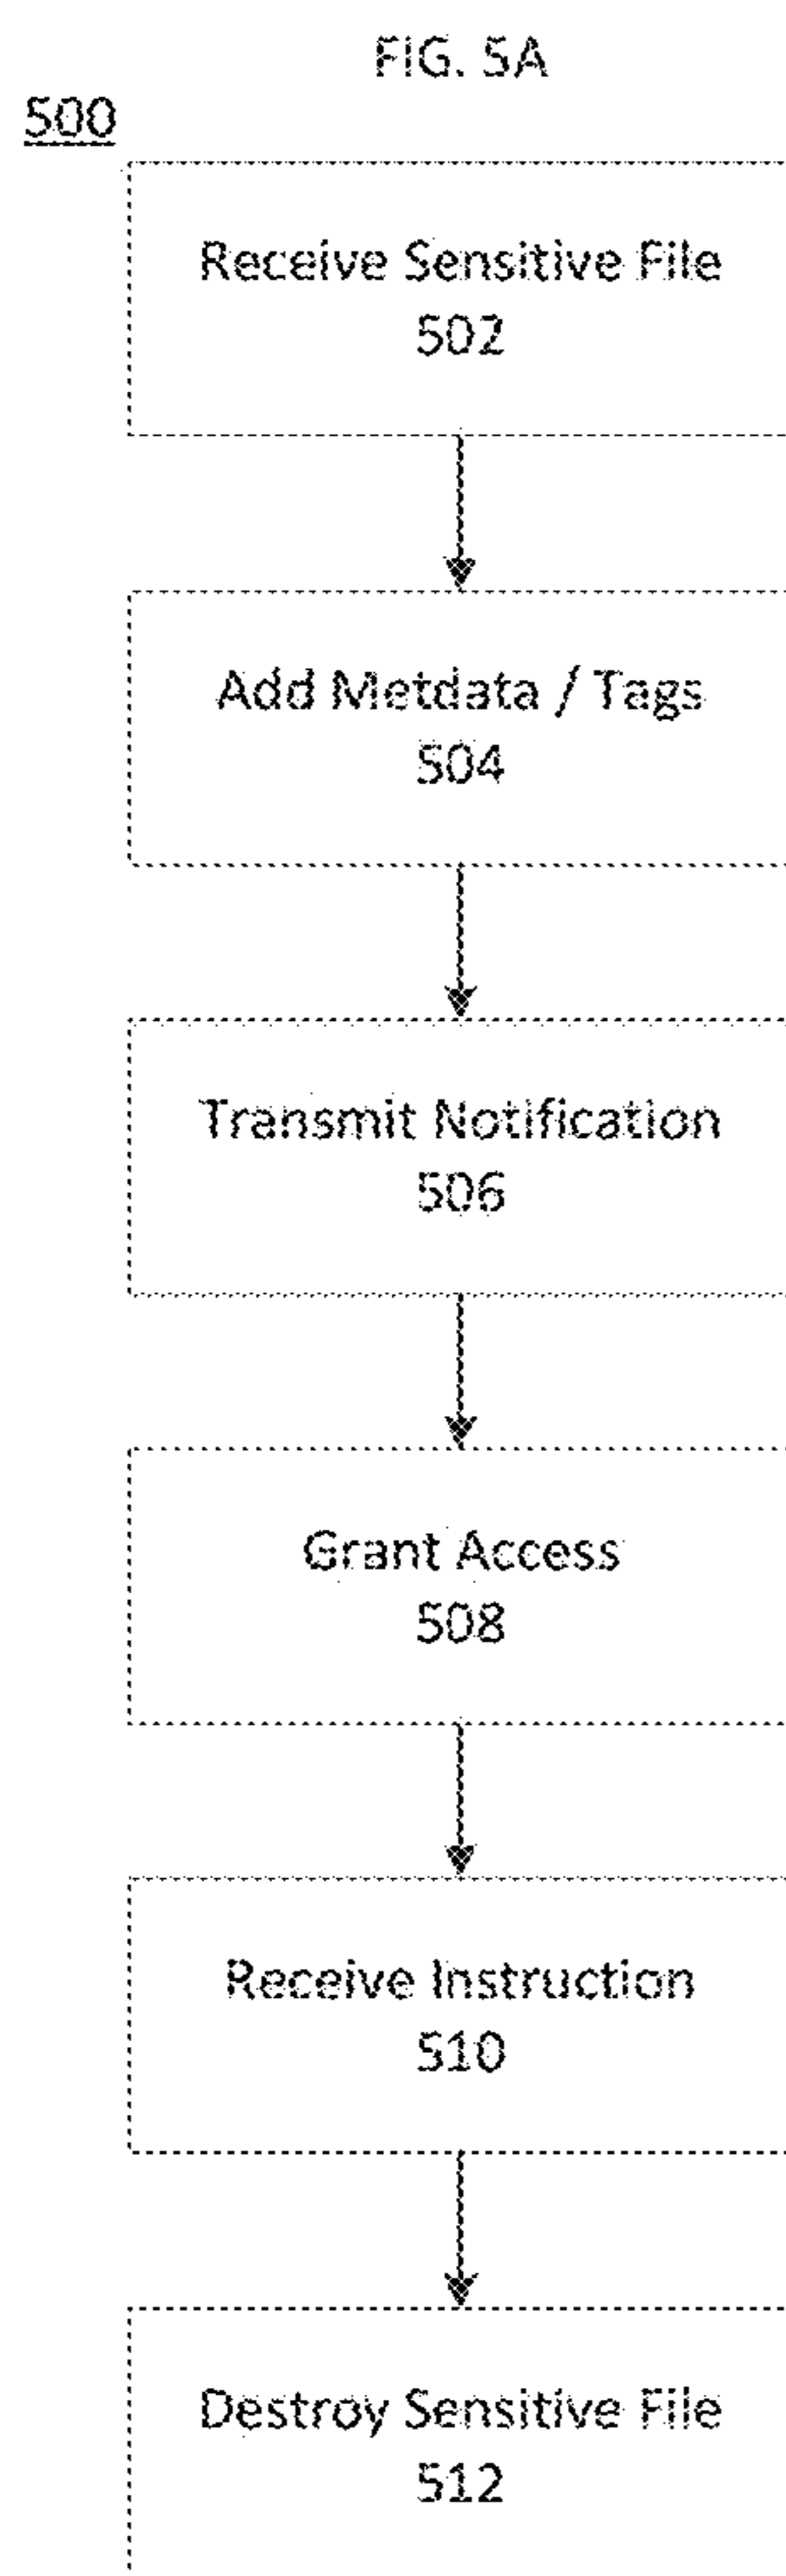 FIG. 5A
500
Receive Sensitive File
502
Add Metdata / Tags
504
Transmit Notification
506
Grant Access
508
Receive Instruction
510
Destroy Sensitive File
512